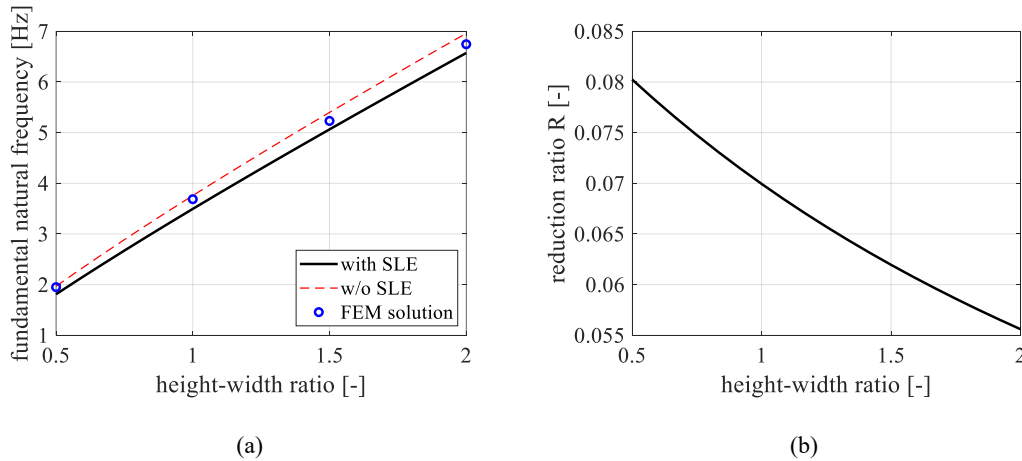 fundamental natural frequency [Hz]
7
6
5
4
3
2
1
0.5
1
1.5
2
height-width ratio [-]
with SLE
w/o SLE
FEM solution
(a)
reduction ratio R [-]
0.085
0.08
0.075
0.07
0.065
0.06
0.055
0.5
1
1.5
2
height-width ratio [-]
(b)